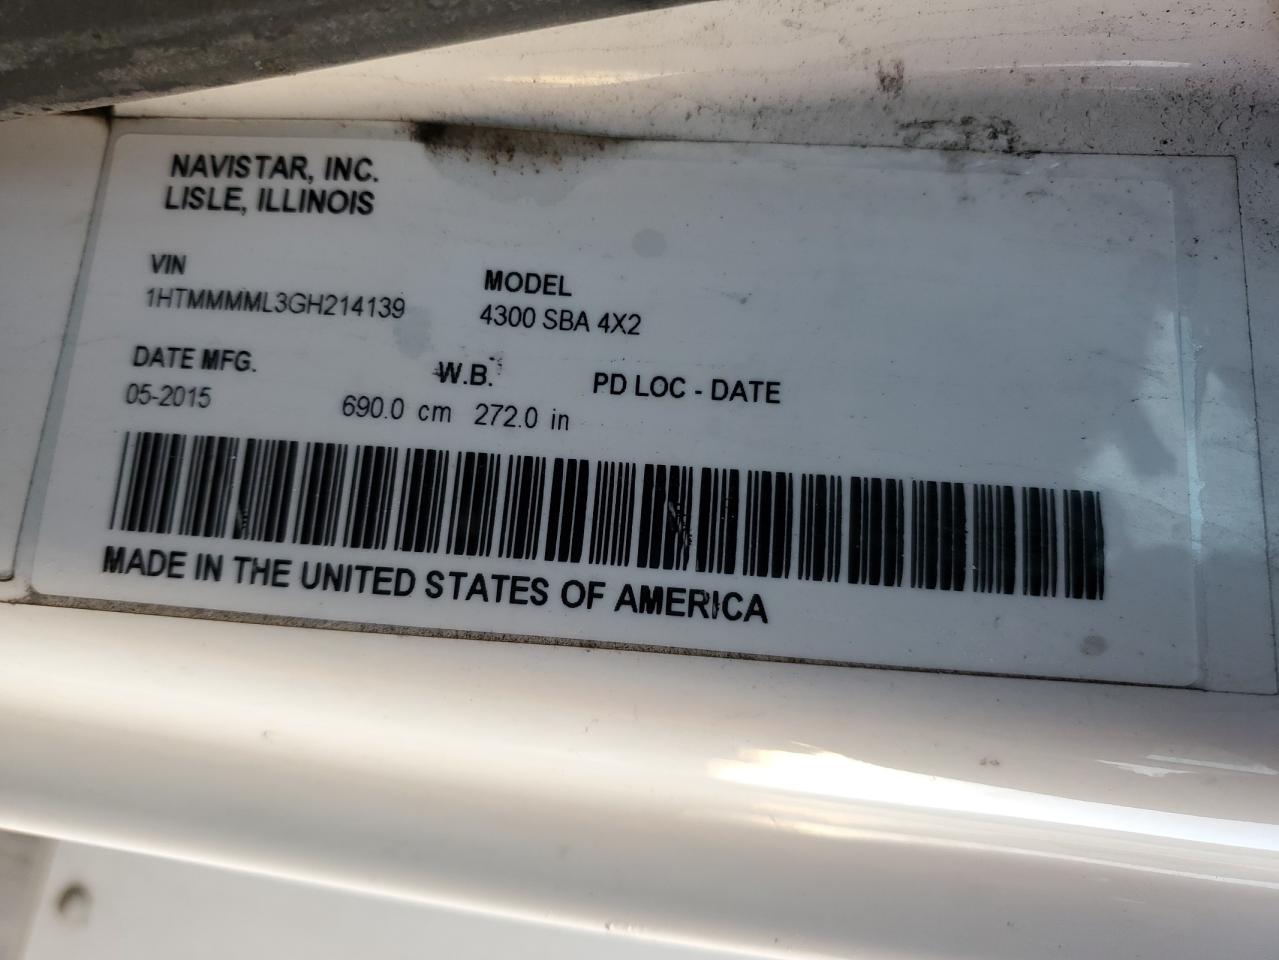 NAVISTAR, INC.
LISLE, ILLINOIS
VIN
1HTMMMML3GH214139
MODEL
4300 SBA 4X2
DATE MFG.
05-2015
W.B.
690.0 cm 272.0 in
PD LOC - DATE
MADE IN THE UNITED STATES OF AMERICA